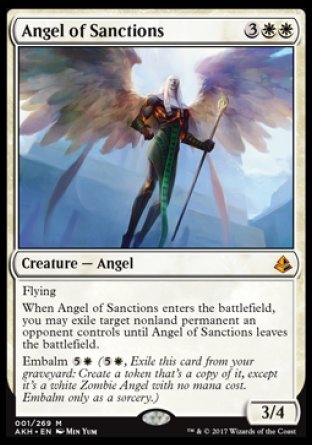 Angel of Sanctions 3
Creature — Angel
Flying
When Angel of Sanctions enters the battlefield,
you may exile target nonland permanent an
opponent controls until Angel of Sanctions leaves
the battlefield.
Embalm 5 (5, Exile this card from your
graveyard: Create a token that's a copy of it, except
it's a white Zombie Angel with no mana cost.
Embalm only as a sorcery.)
3/4
001/269 M
AKH • EN Min Yum
™ & © 2017 Wizards of the Coast